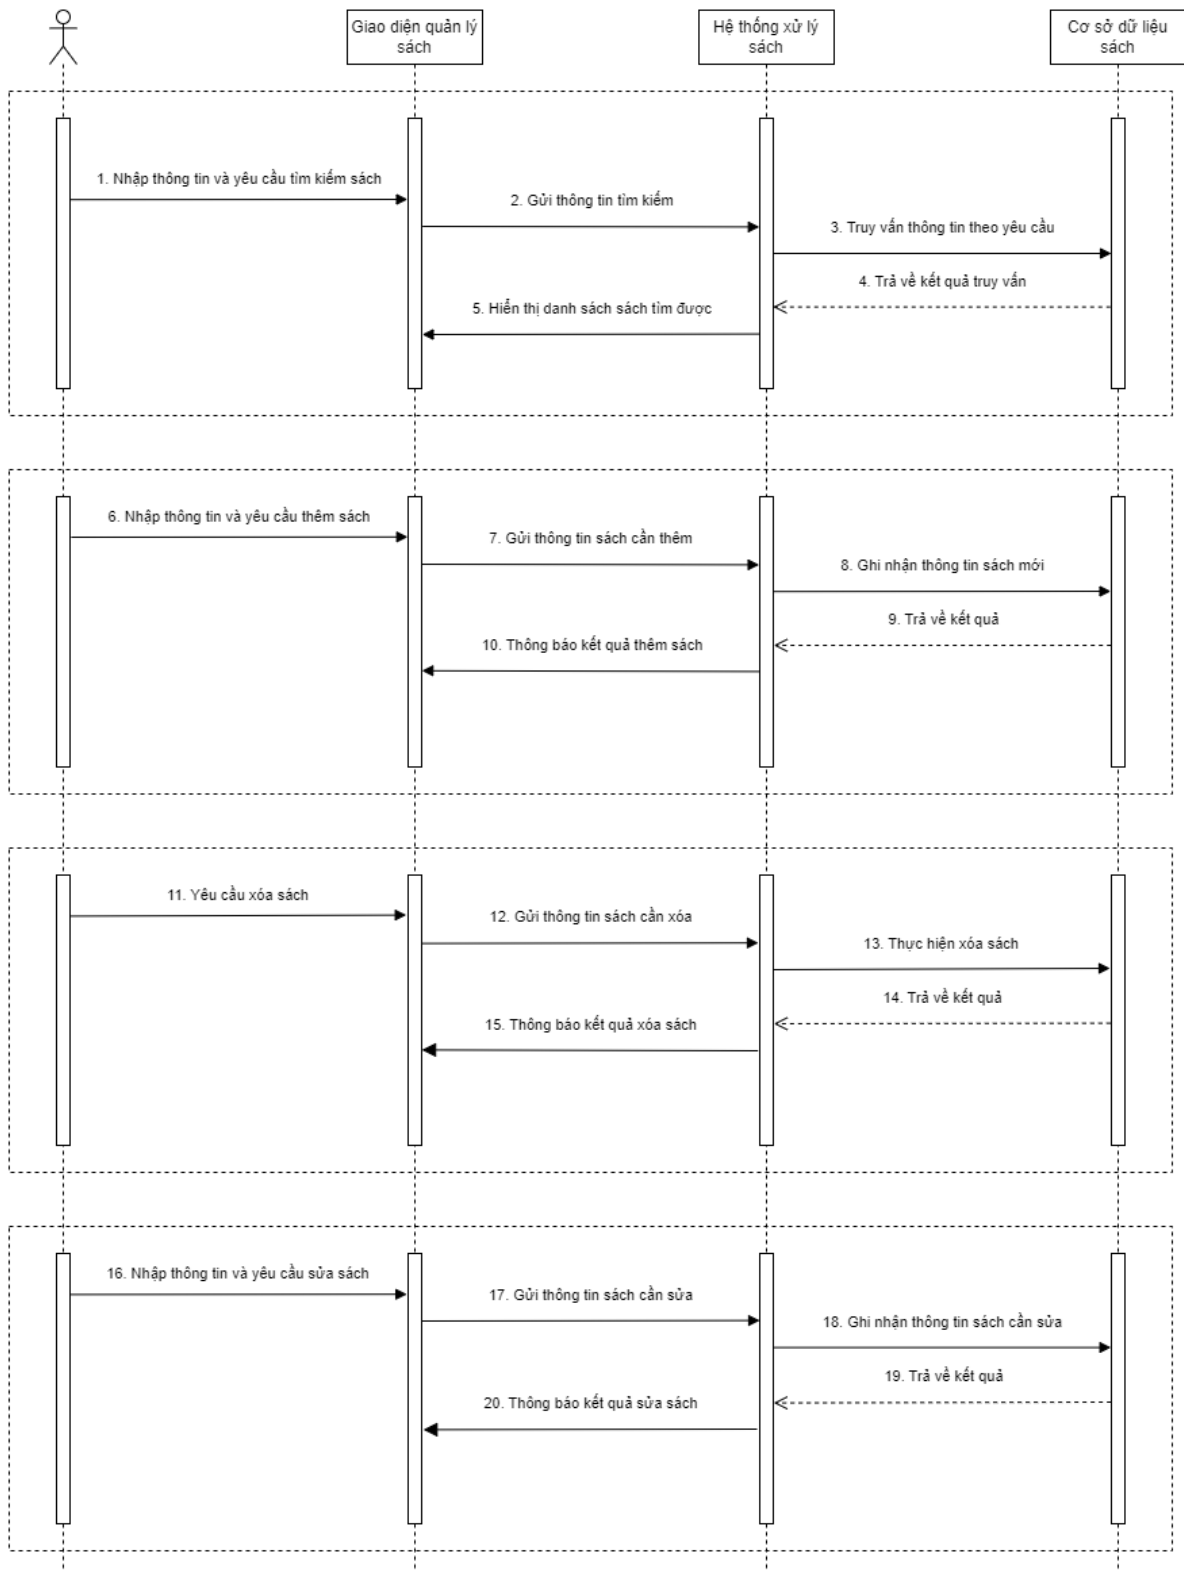 Giao diện quản lý
sách
Hệ thống xử lý
sách
Cơ sở dữ liệu
sách
1. Nhập thông tin và yêu cầu tìm kiếm sách
2. Gửi thông tin tìm kiếm
3. Truy vấn thông tin theo yêu cầu
4. Trả về kết quả truy vấn
5. Hiển thị danh sách sách tìm được
6. Nhập thông tin và yêu cầu thêm sách
7. Gửi thông tin sách cần thêm
8. Ghi nhận thông tin sách mới
9. Trả về kết quả
10. Thông báo kết quả thêm sách
11. Yêu cầu xóa sách
12. Gửi thông tin sách cần xóa
13. Thực hiện xóa sách
14. Trả về kết quả
15. Thông báo kết quả xóa sách
16. Nhập thông tin và yêu cầu sửa sách
17. Gửi thông tin sách cần sửa
18. Ghi nhận thông tin sách cần sửa
19. Trả về kết quả
20. Thông báo kết quả sửa sách